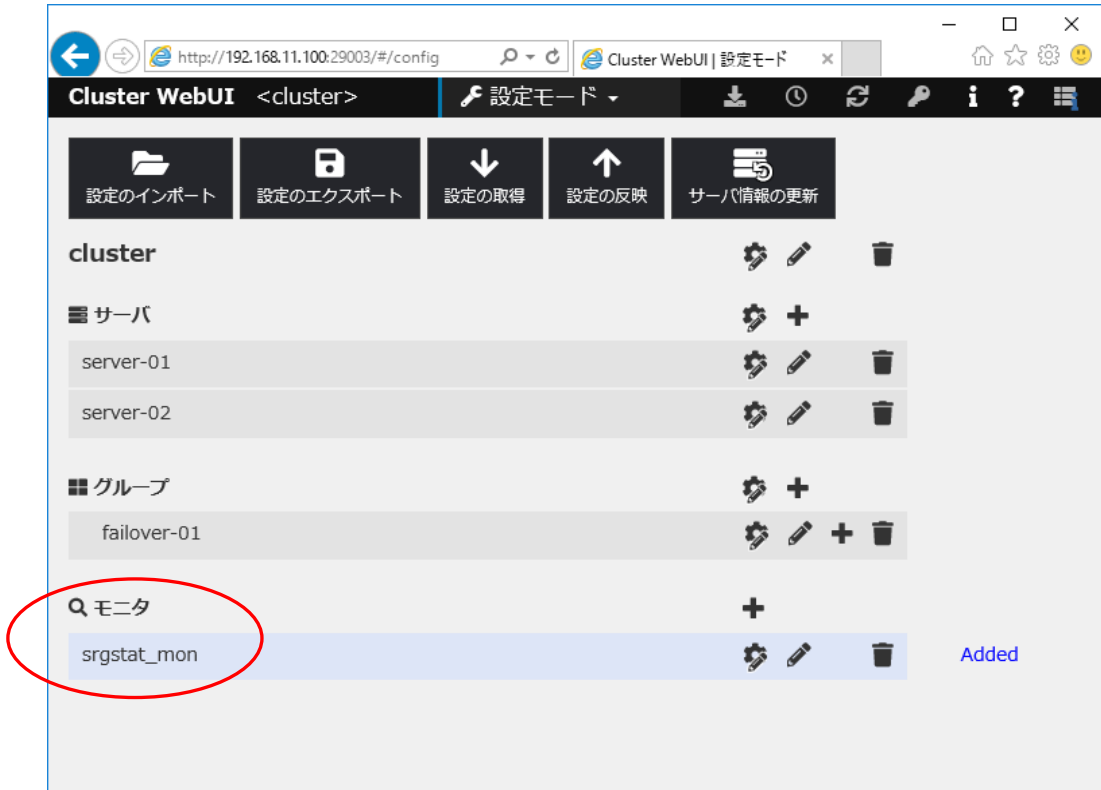 http://192.168.11.100:29003/#/config
Cluster WebUI | 設定モード
Cluster WebUI <cluster> 設定モード
設定のインポート 設定のエクスポート 設定の取得 設定の反映 サーバ情報の更新
cluster
サーバ
server-01
server-02
グループ
failover-01
モニタ
srgstat_mon Added